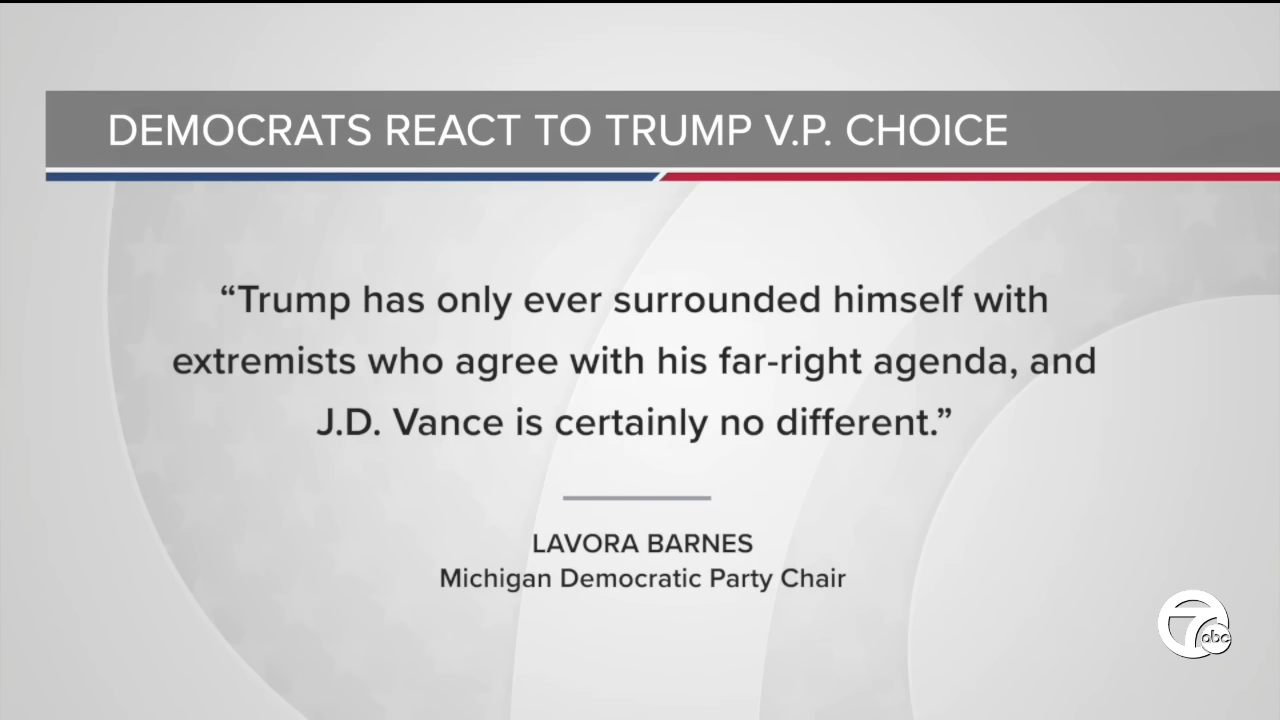 DEMOCRATS REACT TO TRUMP V.P. CHOICE
“Trump has only ever surrounded himself with
extremists who agree with his far-right agenda, and
J.D. Vance is certainly no different.”
LAVORA BARNES
Michigan Democratic Party Chair
7 abc